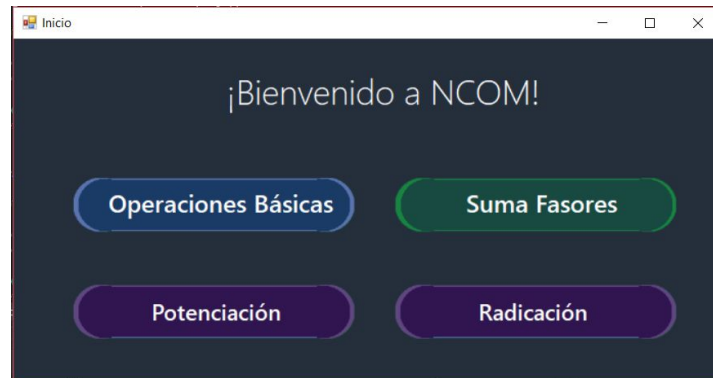 Inicio
¡Bienvenido a NCOM!
Operaciones Básicas
Suma Fasores
Potenciación
Radicación